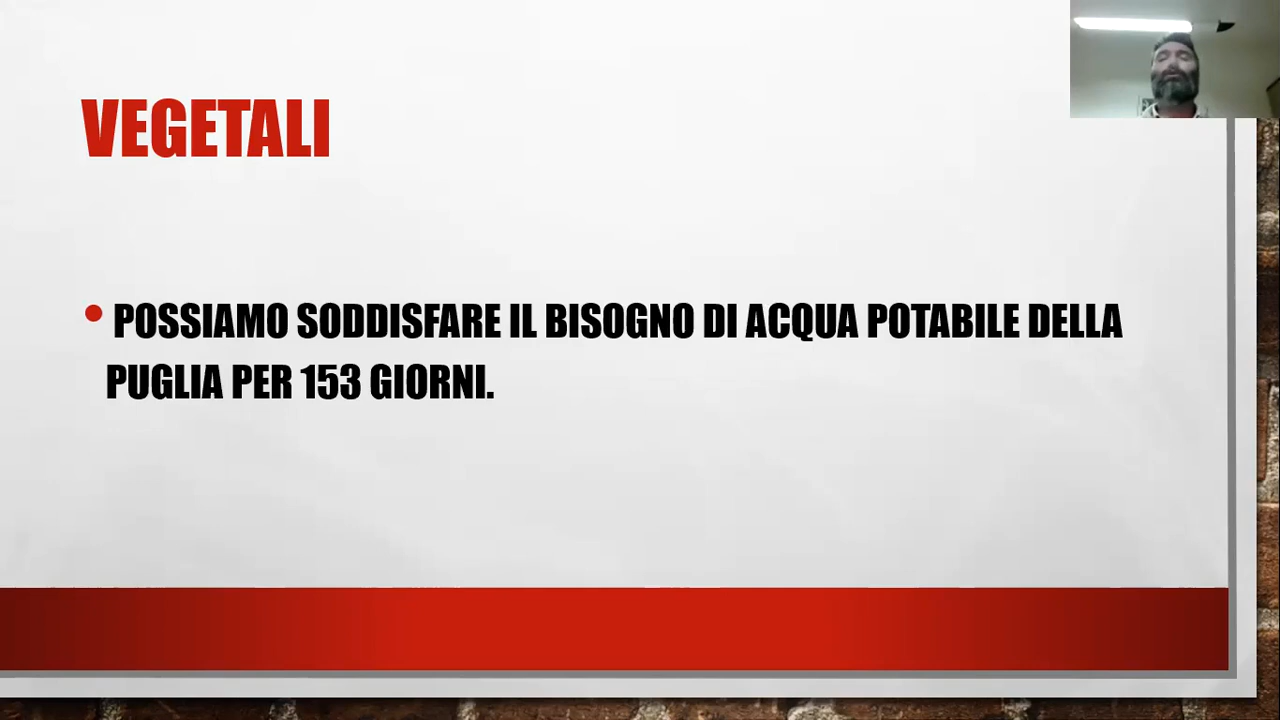 VEGETALI
POSSIAMO SODDISFARE IL BISOGNO DI ACQUA POTABILE DELLA
PUGLIA PER 153 GIORNI.